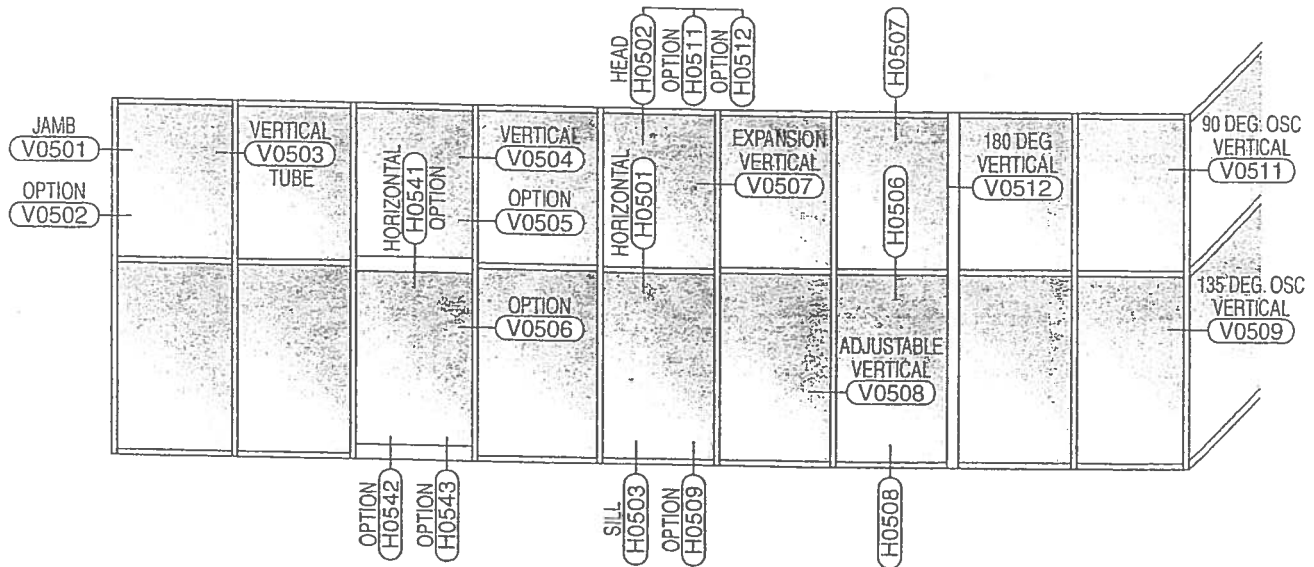 HEAD
H0502
OPTION
H0511
OPTION
H0512
H0507
JAMB
V0501
OPTION
V0502
VERTICAL
V0503
TUBE
HORIZONTAL
H0541
OPTION
VERTICAL
V0504
OPTION
V0505
OPTION
V0506
HORIZONTAL
H0501
EXPANSION
VERTICAL
V0507
H0506
180 DEG
VERTICAL
V0512
90 DEG. OSC
VERTICAL
V0511
135 DEG. OSC
VERTICAL
V0509
ADJUSTABLE
VERTICAL
V0508
OPTION
H0542
OPTION
H0543
SILL
H0503
OPTION
H0509
H0508